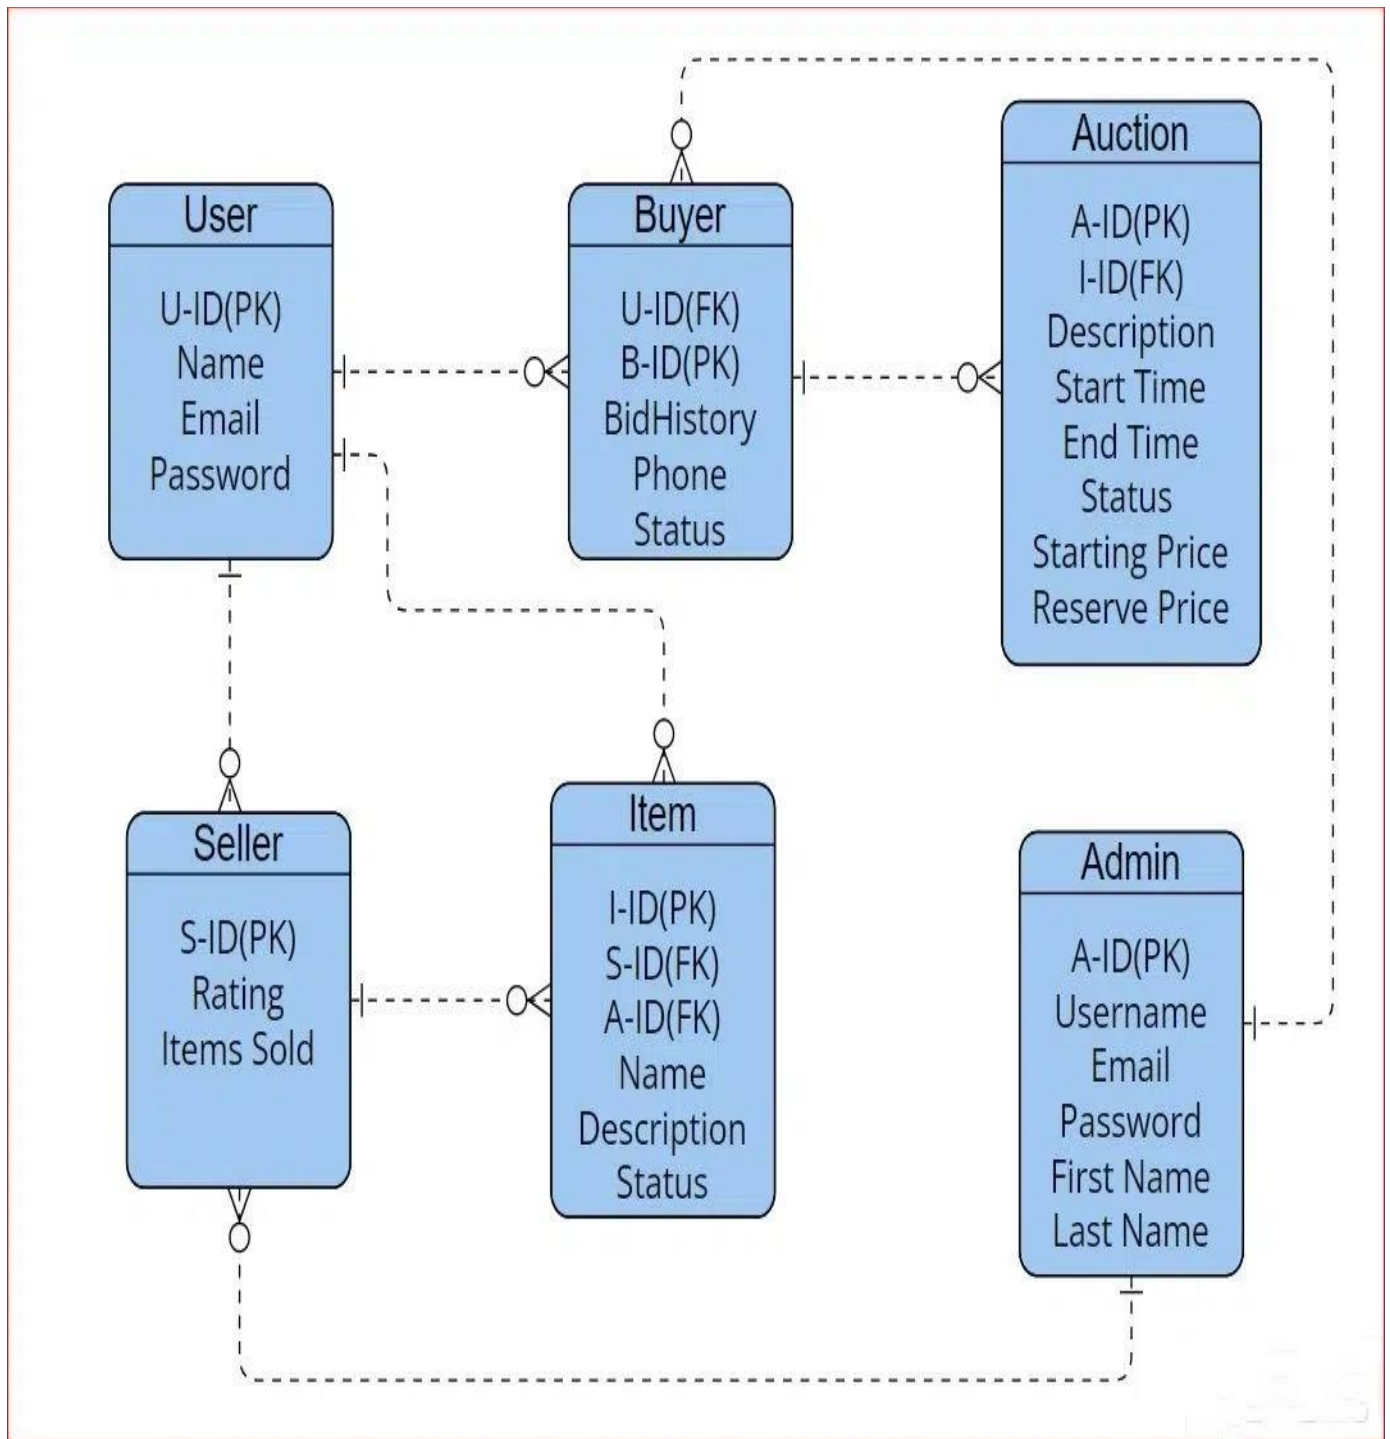 User
U-ID(PK)
Name
Email
Password
Buyer
U-ID(FK)
B-ID(PK)
BidHistory
Phone
Status
Auction
A-ID(PK)
I-ID(FK)
Description
Start Time
End Time
Status
Starting Price
Reserve Price
Seller
S-ID(PK)
Rating
Items Sold
Item
I-ID(PK)
S-ID(FK)
A-ID(FK)
Name
Description
Status
Admin
A-ID(PK)
Username
Email
Password
First Name
Last Name